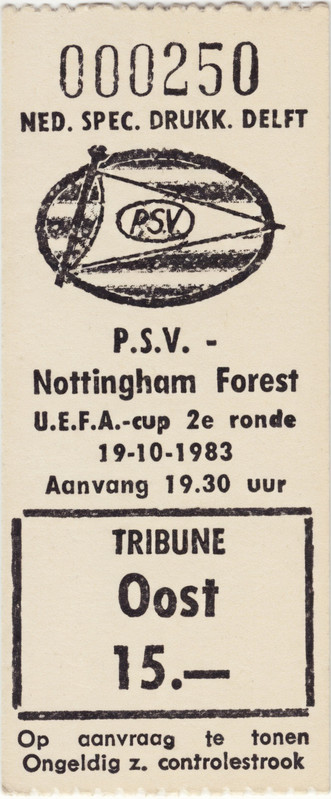 000250
NED. SPEC. DRUKK. DELFT
PSV
P.S.V. -
Nottingham Forest
U.E.F.A.-cup 2e ronde
19-10-1983
Aanvang 19.30 uur
TRIBUNE
Oost
15.—
Op aanvraag te tonen
Ongeldig z. controlestrook